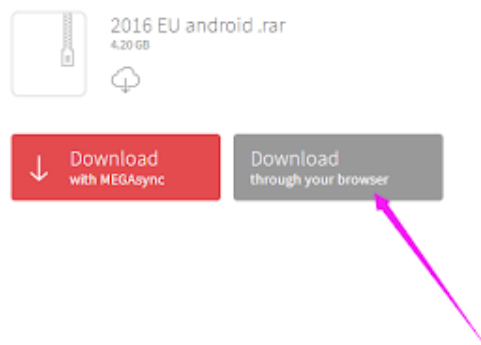 2016 EU android .rar
4.20 GB
Download
with MEGAsync
Download
through your browser